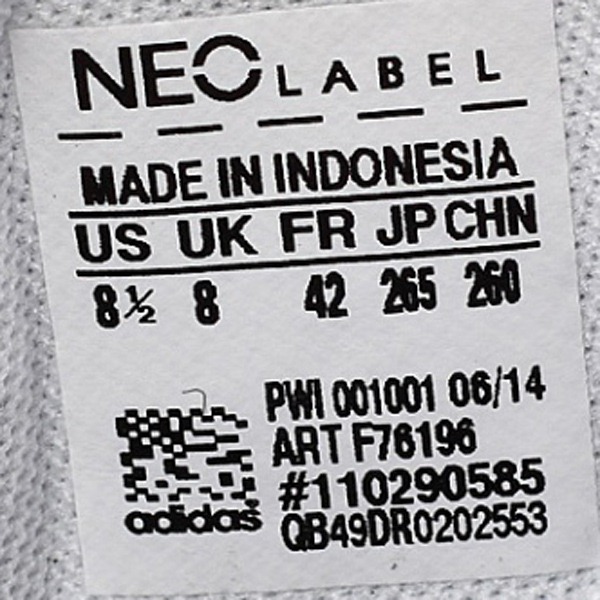 NEO LABEL
MADE IN INDONESIA
US UK FR JP CHN
8½ 8 42 265 260
PWI 001001 06/14
ART F76196
#110290585
QB49DR0202553
adidas